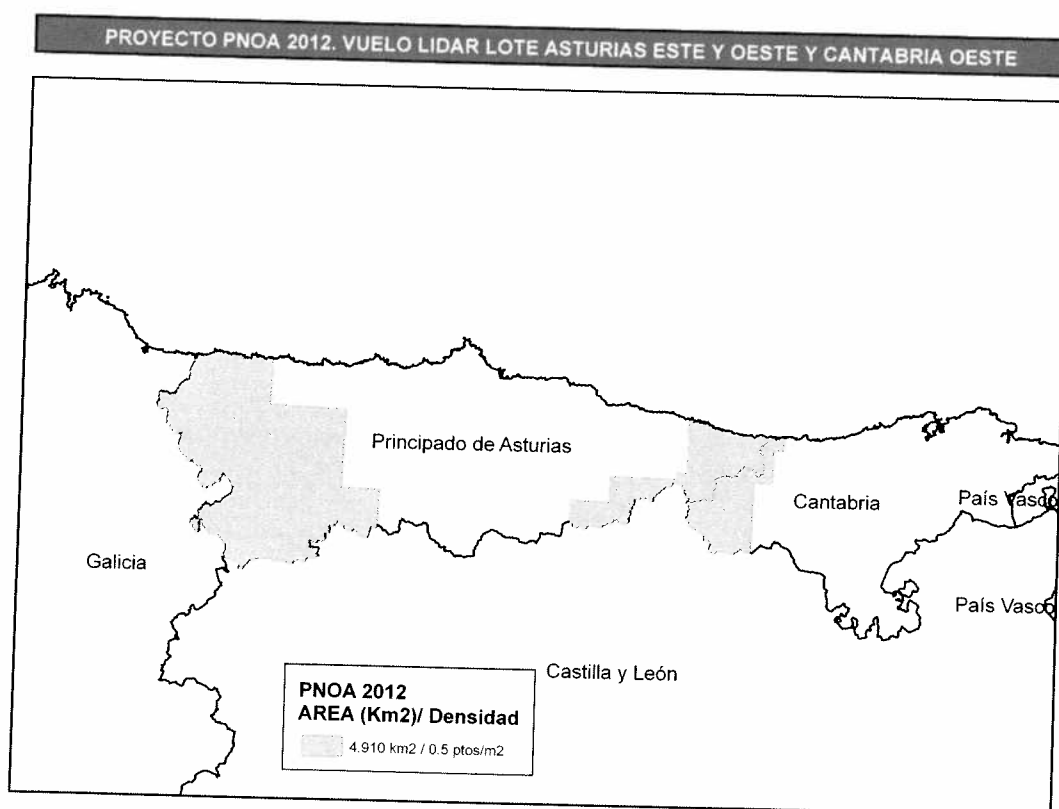 PROYECTO PNOA 2012. VUELO LIDAR LOTE ASTURIAS ESTE Y OESTE Y CANTABRIA OESTE
Principado de Asturias
Cantabria
País Vasco
Galicia
País Vasco
Castilla y León
PNOA 2012
AREA (Km2)/ Densidad
4.910 km2 / 0.5 ptos/m2